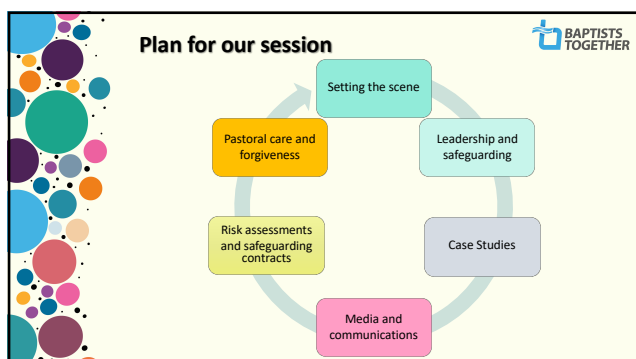 Plan for our session
BAPTISTS
TOGETHER
Setting the scene
Leadership and
safeguarding
Case Studies
Media and
communications
Risk assessments
and safeguarding
contracts
Pastoral care and
forgiveness